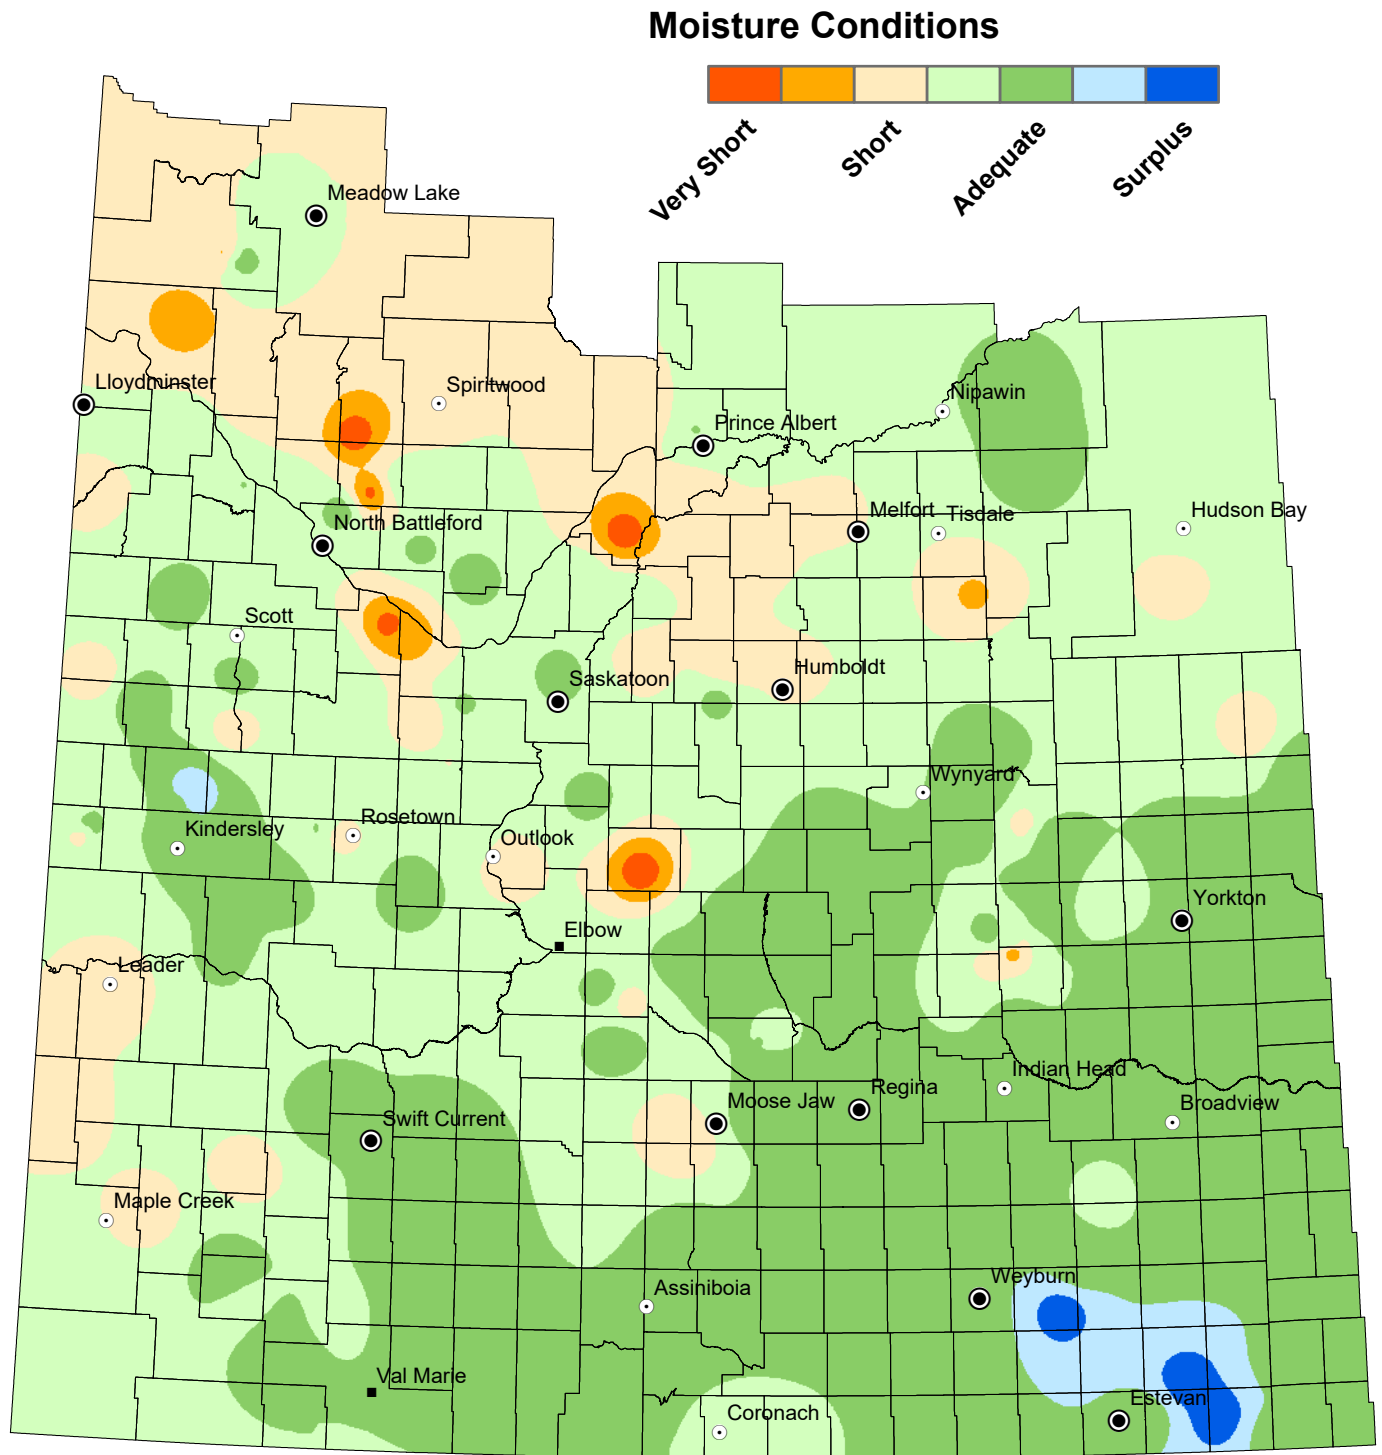 Moisture Conditions
Very Short
Short
Adequate
Surplus
Meadow Lake
Lloydminster
Spiritwood
Nipawin
Prince Albert
Melfort
Tisdale
Hudson Bay
North Battleford
Scott
Saskatoon
Humboldt
Wynyard
Kindersley
Rosetown
Outlook
Yorkton
Elbow
Leader
Indian Head
Regina
Moose Jaw
Broadview
Swift Current
Maple Creek
Weyburn
Assiniboia
Val Marie
Estevan
Coronach